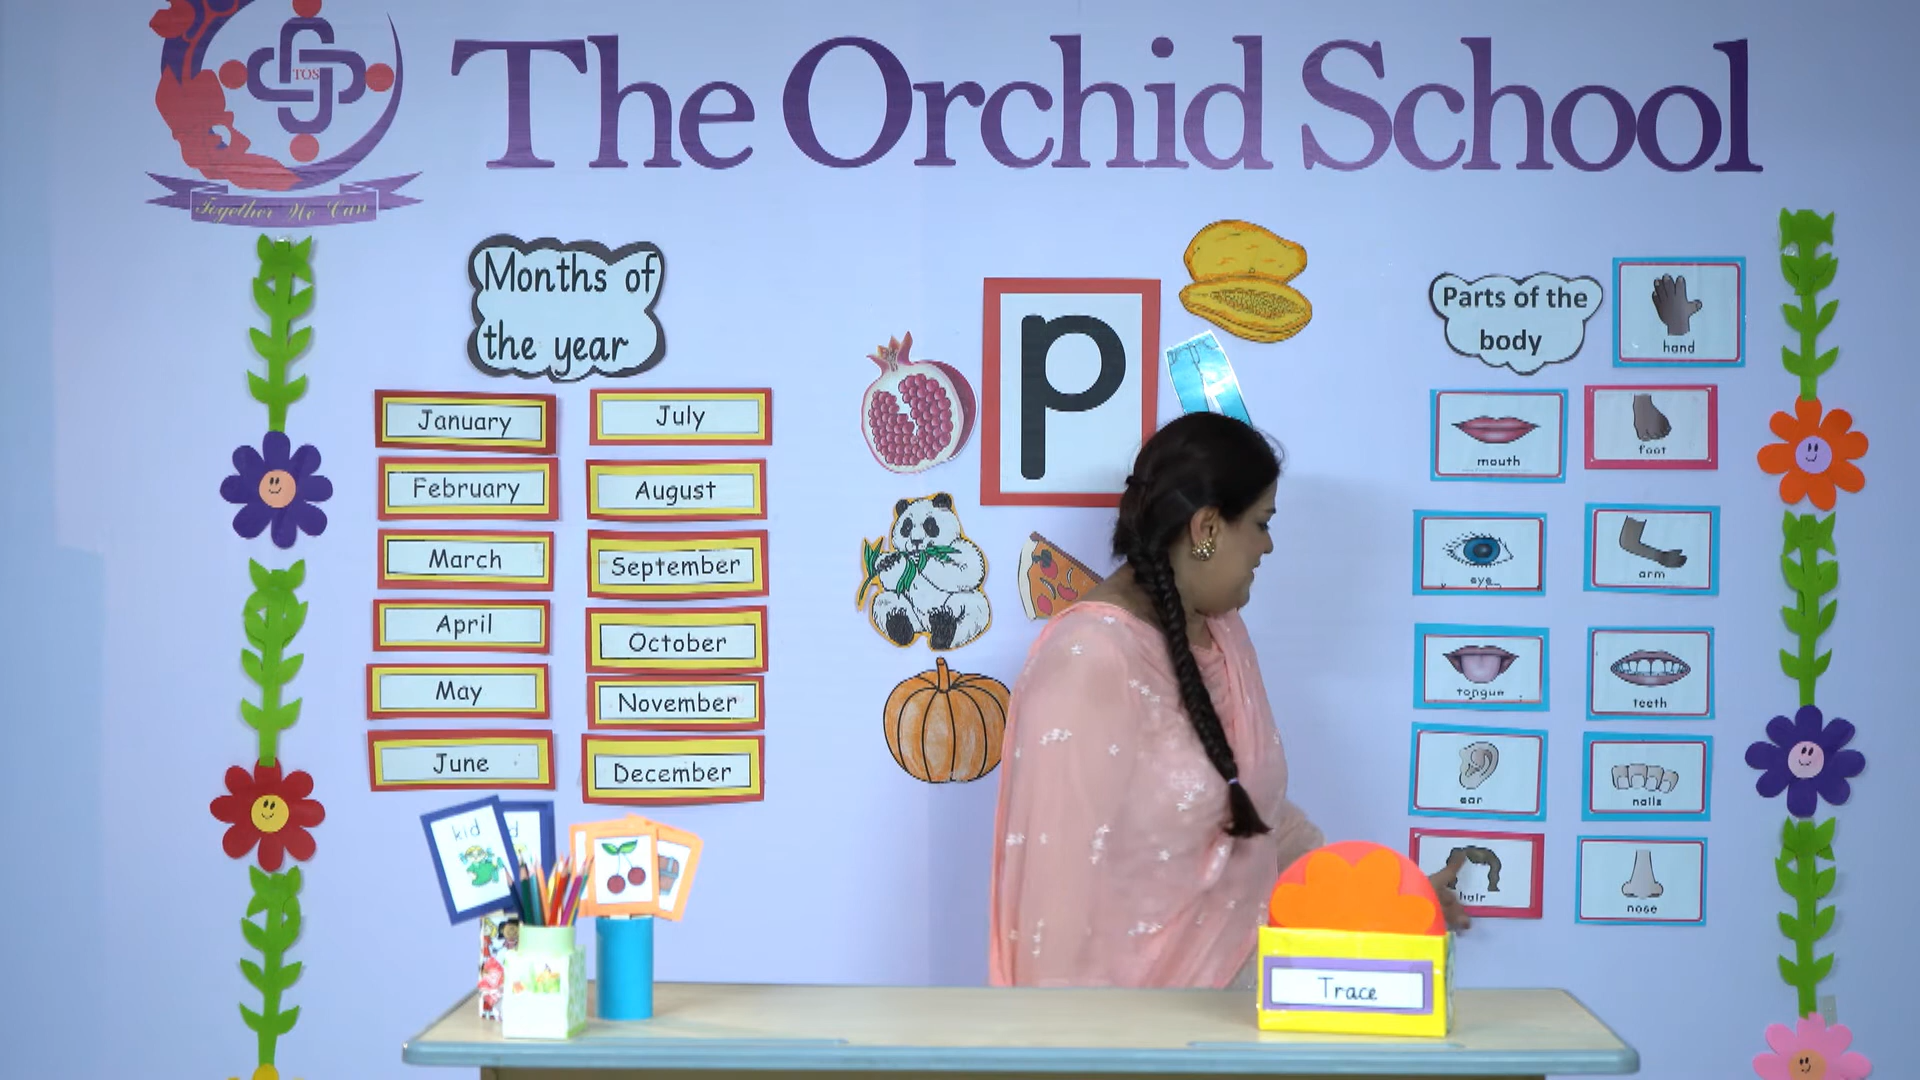 TOS
Together We Can
The Orchid School
Months of
the year
January
February
March
April
May
June
July
August
September
October
November
December
p
Parts of the
body
hand
mouth
foot
eye
arm
tongue
teeth
ear
nails
hair
nose
kid
d
Trace